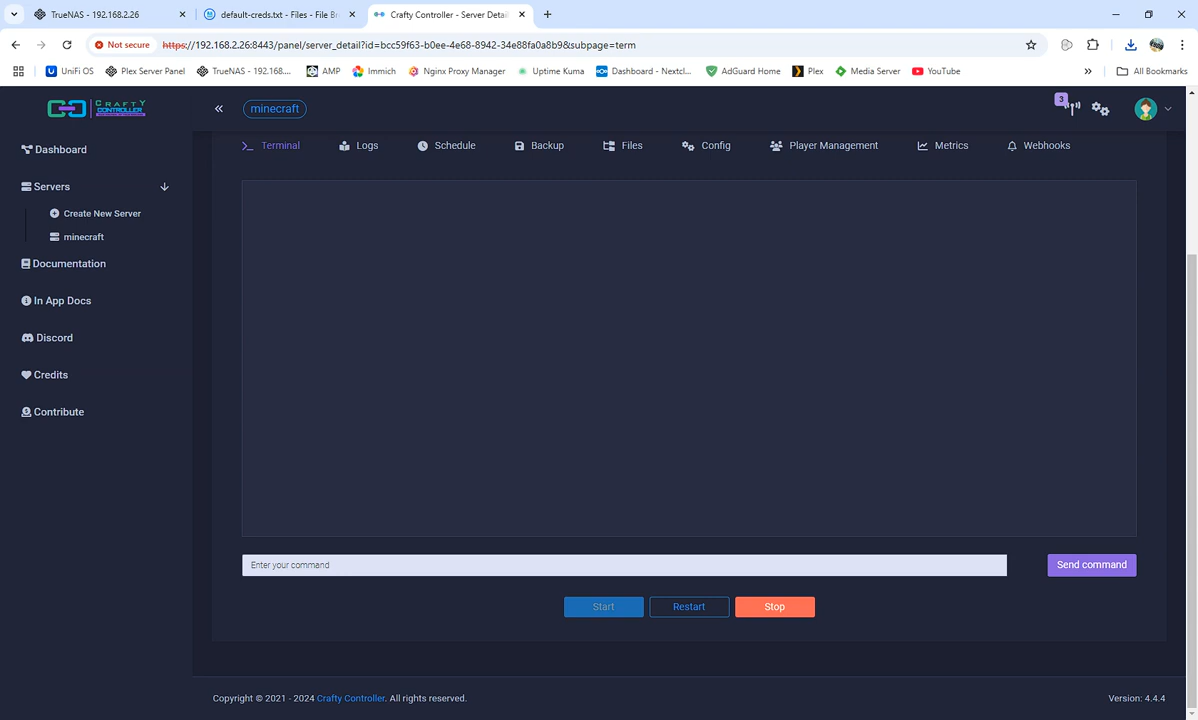 TrueNAS - 192.168.2.26
default-creds.txt - Files - File Br
Crafty Controller - Server Detai
Not secure
https://192.168.2.26:8443/panel/server_detail?id=bcc59f63-b0ee-4e68-8942-34e88fa0a8b9&subpage=term
UniFi OS
Plex Server Panel
TrueNAS - 192.168....
AMP
Immich
Nginx Proxy Manager
Uptime Kuma
Dashboard - Nextcl...
AdGuard Home
Plex
Media Server
YouTube
All Bookmarks
CRAFTY
CONTROLLER
minecraft
3
Dashboard
Servers
Create New Server
minecraft
Documentation
In App Docs
Discord
Credits
Contribute
Terminal
Logs
Schedule
Backup
Files
Config
Player Management
Metrics
Webhooks
Enter your command
Send command
Start
Restart
Stop
Copyright © 2021 - 2024 Crafty Controller. All rights reserved.
Version: 4.4.4